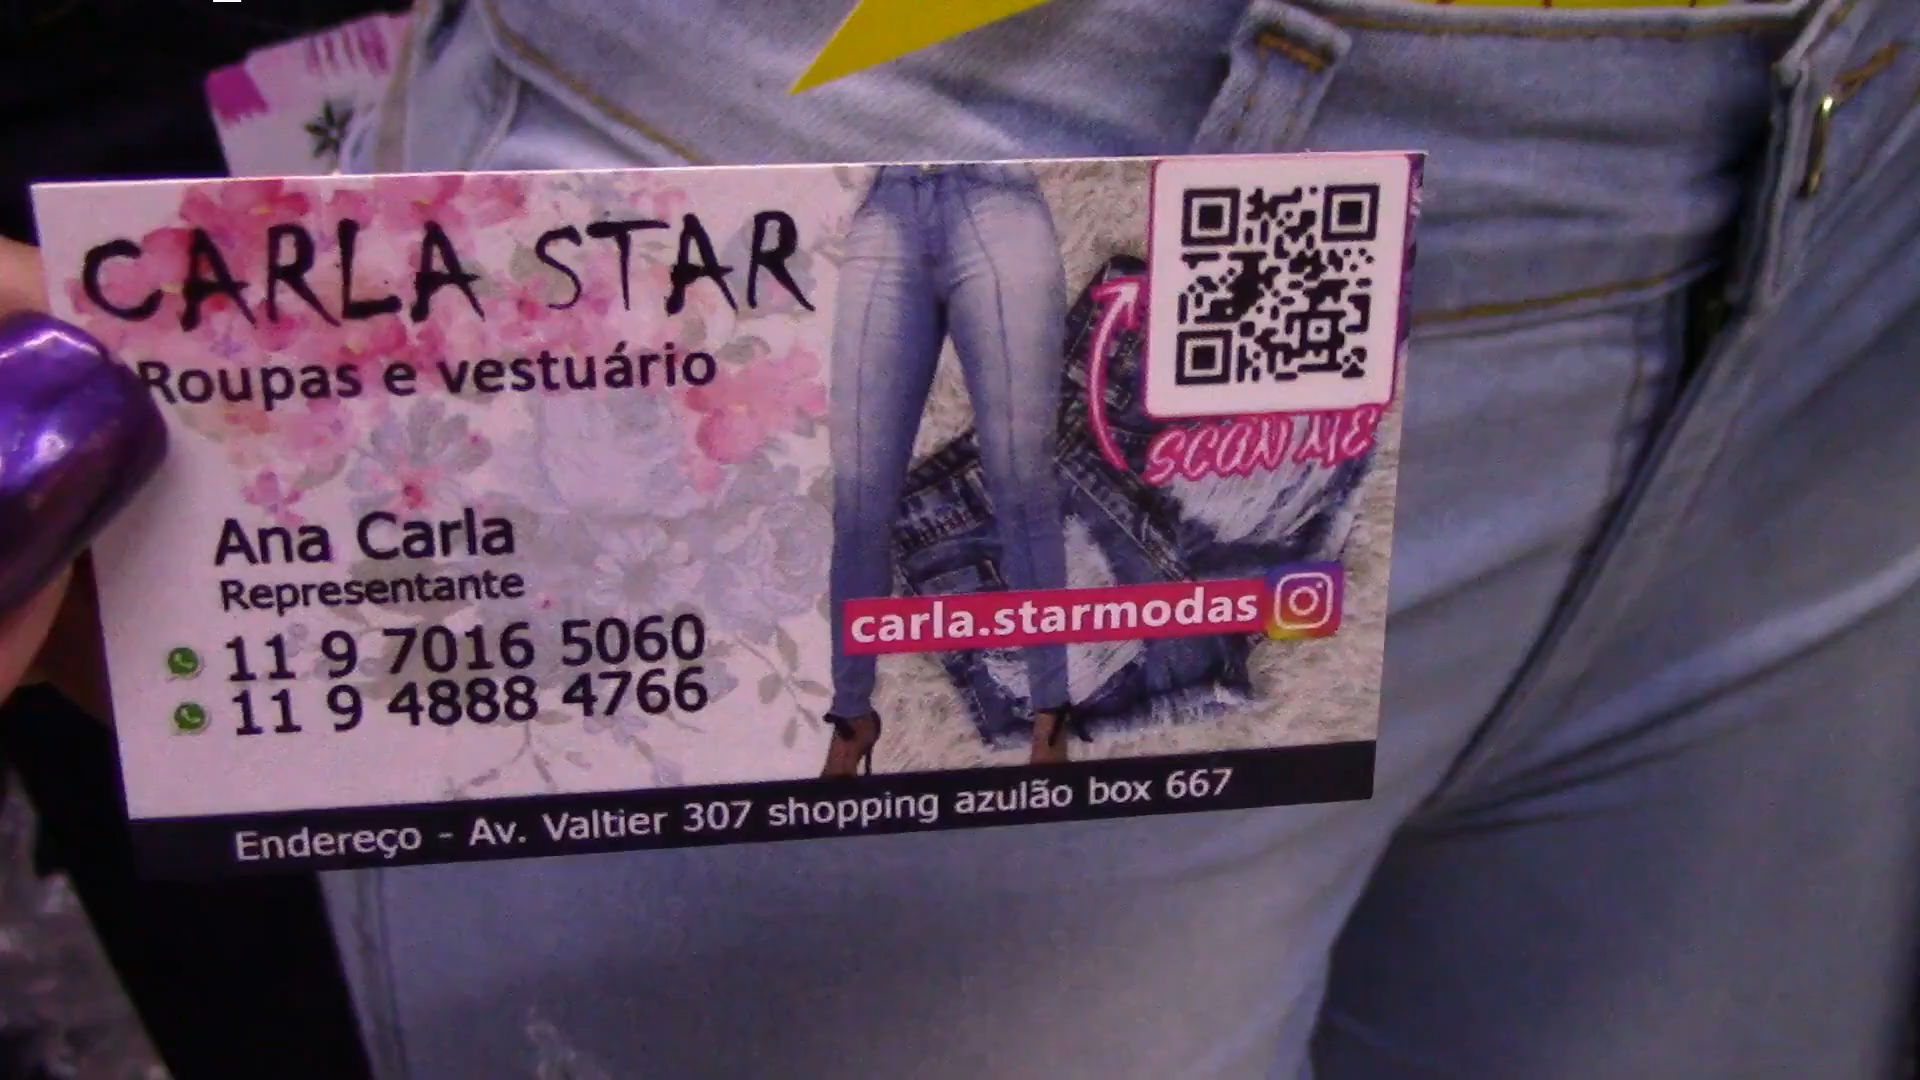 CARLA STAR
Roupas e vestuário
Ana Carla
Representante
11 9 7016 5060
11 9 4888 4766
SCAN ME
carla.starmodas
Endereço - Av. Valtier 307 shopping azulão box 667